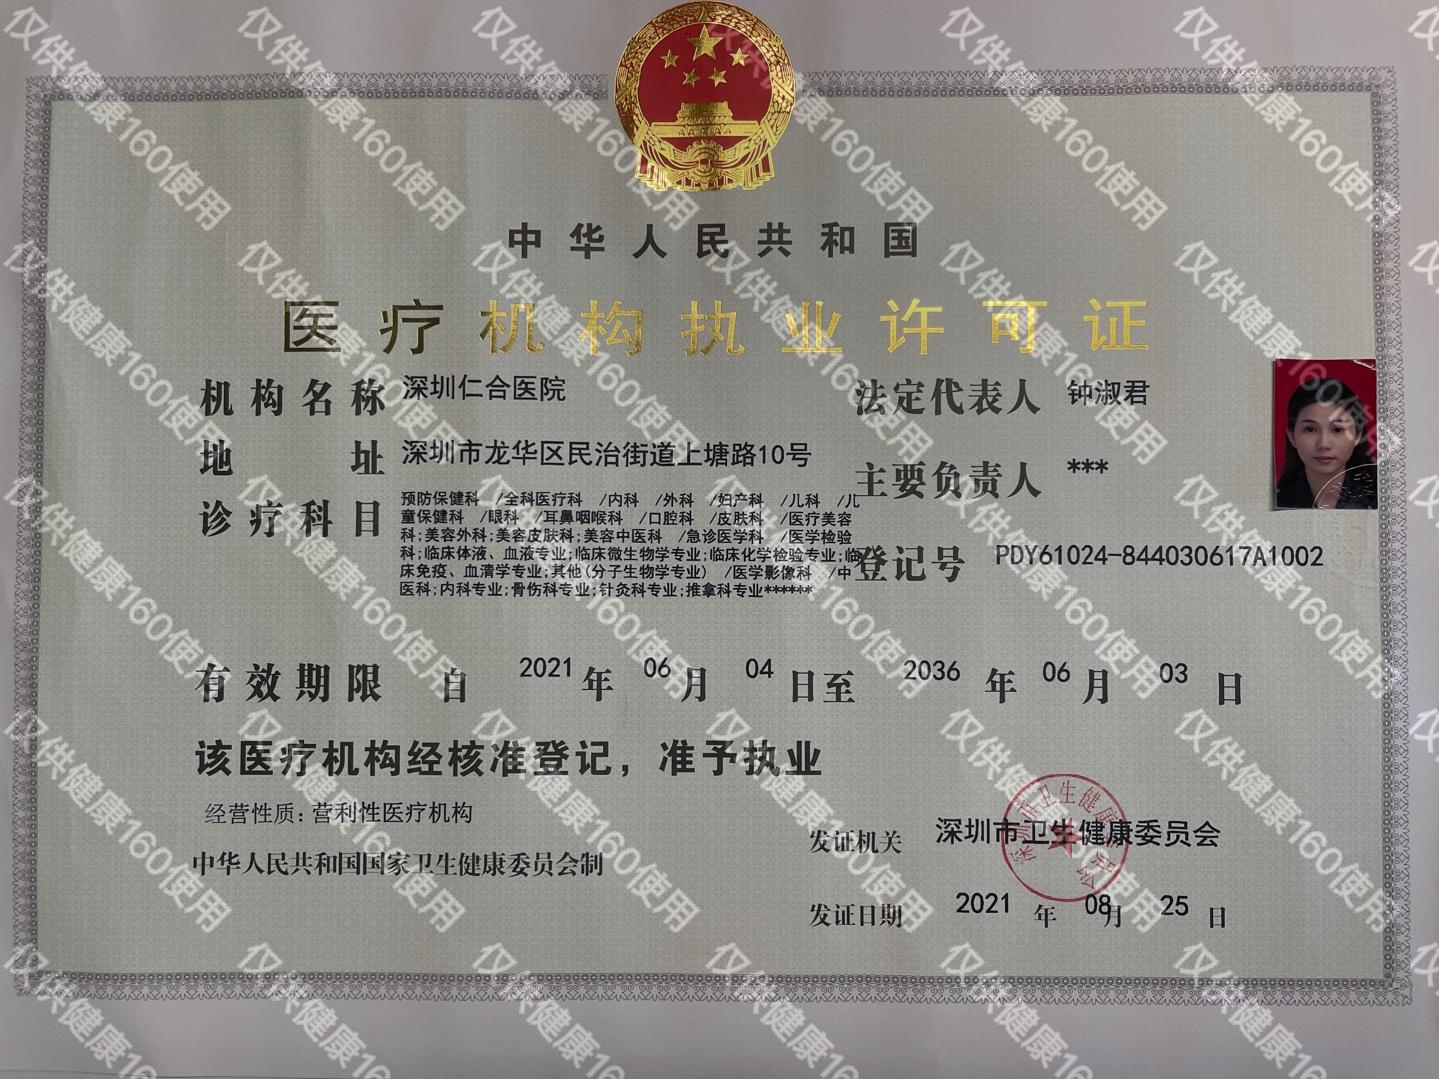 中华人民共和国
医疗机构执业许可证
机构名称 深圳仁合医院
法定代表人 钟淑君
地址 深圳市龙华区民治街道上塘路10号
主要负责人 ***
诊疗科目 预防保健科 /全科医疗科 /内科 /外科 /妇产科 /儿科 /儿
童保健科 /眼科 /耳鼻咽喉科 /口腔科 /皮肤科 /医疗美容
科;美容外科;美容皮肤科;美容中医科 /急诊医学科 /医学检验
科;临床体液、血液专业;临床微生物学专业;临床化学检验专业;临
床免疫、血清学专业;其他(分子生物学专业) /医学影像科 /中
医科;内科专业;骨伤科专业;针灸科专业;推拿科专业******
登记号 PDY61024-844030617A1002
有效期限 自 2021 年 06 月 04 日至 2036 年 06 月 03 日
该医疗机构经核准登记，准予执业
经营性质: 营利性医疗机构
中华人民共和国国家卫生健康委员会制
发证机关 深圳市卫生健康委员会
发证日期 2021 年 08 月 25 日
仅供健康160使用